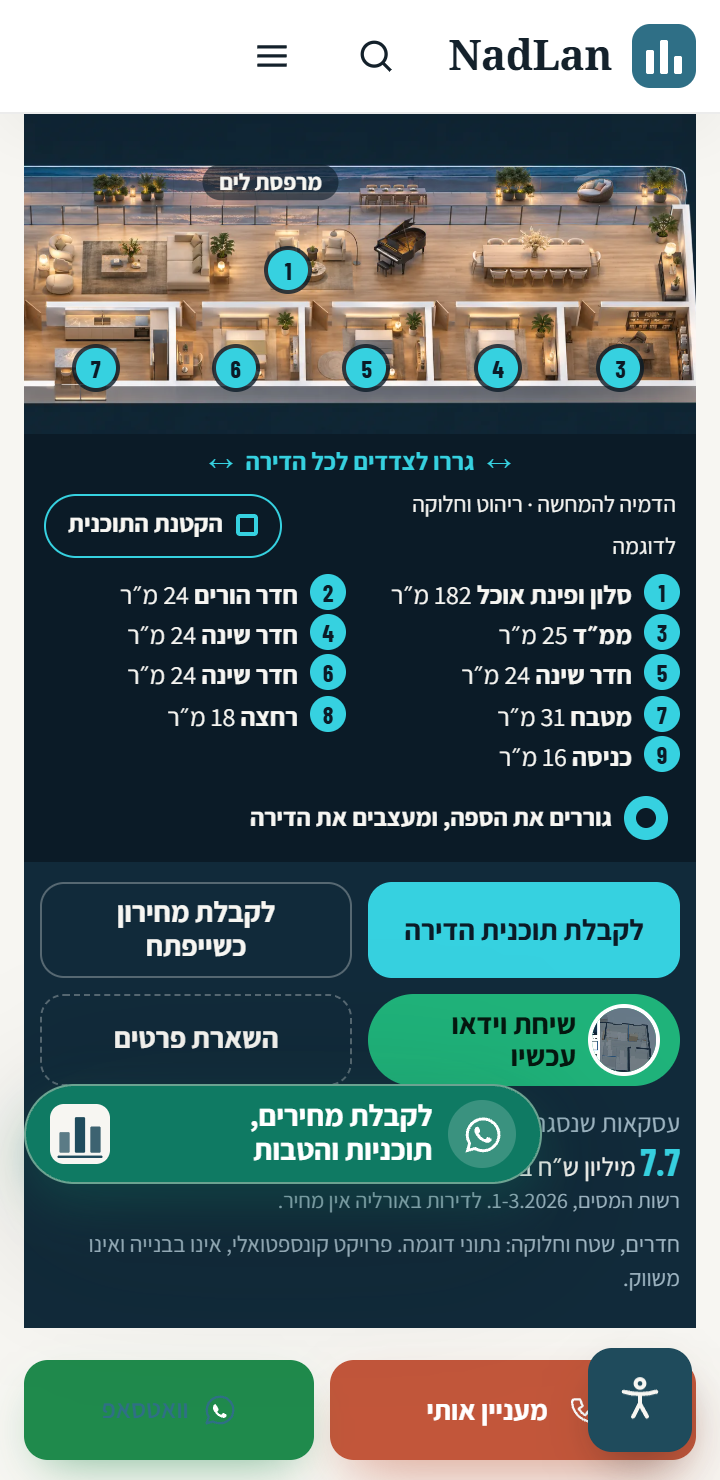 NadLan
מרפסת לים
1
7
6
5
4
3
↔ גררו לצדדים לכל הדירה ↔
הדמיה להמחשה · ריהוט וחלוקה
לדוגמה
הקטנת התוכנית
1 סלון ופינת אוכל 182 מ״ר
2 חדר הורים 24 מ״ר
3 ממ״ד 25 מ״ר
4 חדר שינה 24 מ״ר
5 חדר שינה 24 מ״ר
6 חדר שינה 24 מ״ר
7 מטבח 31 מ״ר
8 רחצה 18 מ״ר
9 כניסה 16 מ״ר
גוררים את הספה, ומעצבים את הדירה
לקבלת תוכנית הדירה
לקבלת מחירון
כשייפתח
שיחת וידאו
עכשיו
השארת פרטים
לקבלת מחירים,
תוכניות והטבות
עסקאות
7.7 מיליון ש״ח
רשות המסים, 1-3.2026. לדירות באורליה אין מחיר.
חדרים, שטח וחלוקה: נתוני דוגמה. פרויקט קונספטואלי, אינו בבנייה ואינו
משווק.
מעניין אותי
וואטסאפ